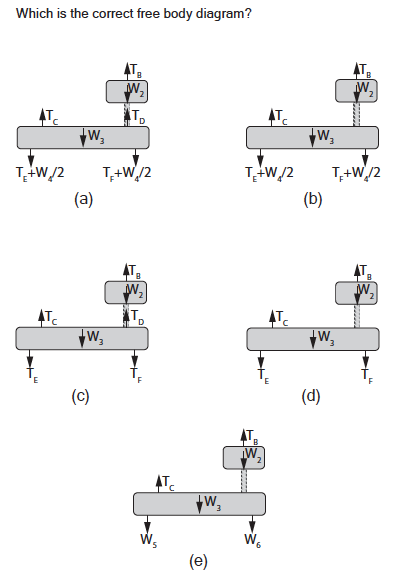 Which is the correct free body diagram?
T_B T_B
W_2 W_2
T_C T_D T_C
W_3 W_3
T_E+W_4/2 T_F+W_4/2 T_E+W_4/2 T_F+W_4/2
(a) (b)
T_B T_B
W_2 W_2
T_C T_D T_C
W_3 W_3
T_E T_F T_E T_F
(c) (d)
T_B
W_2
T_C
W_3
W_5 W_6
(e)